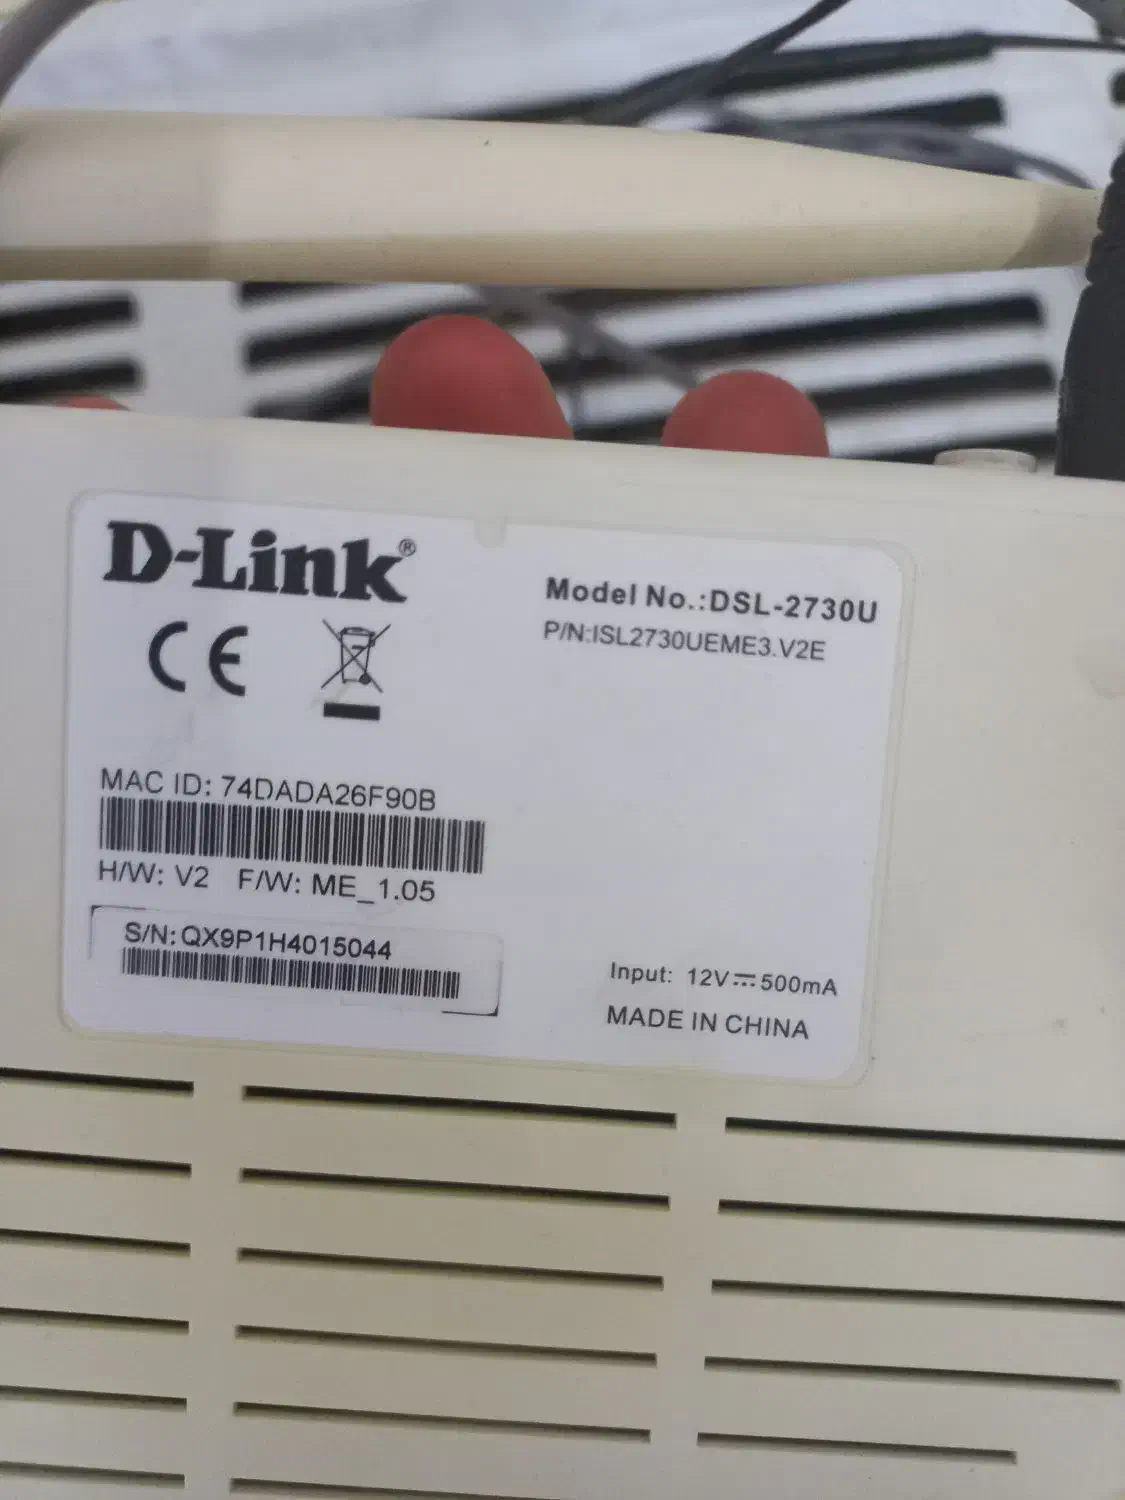 D-Link®
CE
Model No.:DSL-2730U
P/N:ISL2730UEME3.V2E
MAC ID: 74DADA26F90B
H/W: V2 F/W: ME_1.05
S/N:QX9P1H4015044
Input: 12V⎓500mA
MADE IN CHINA